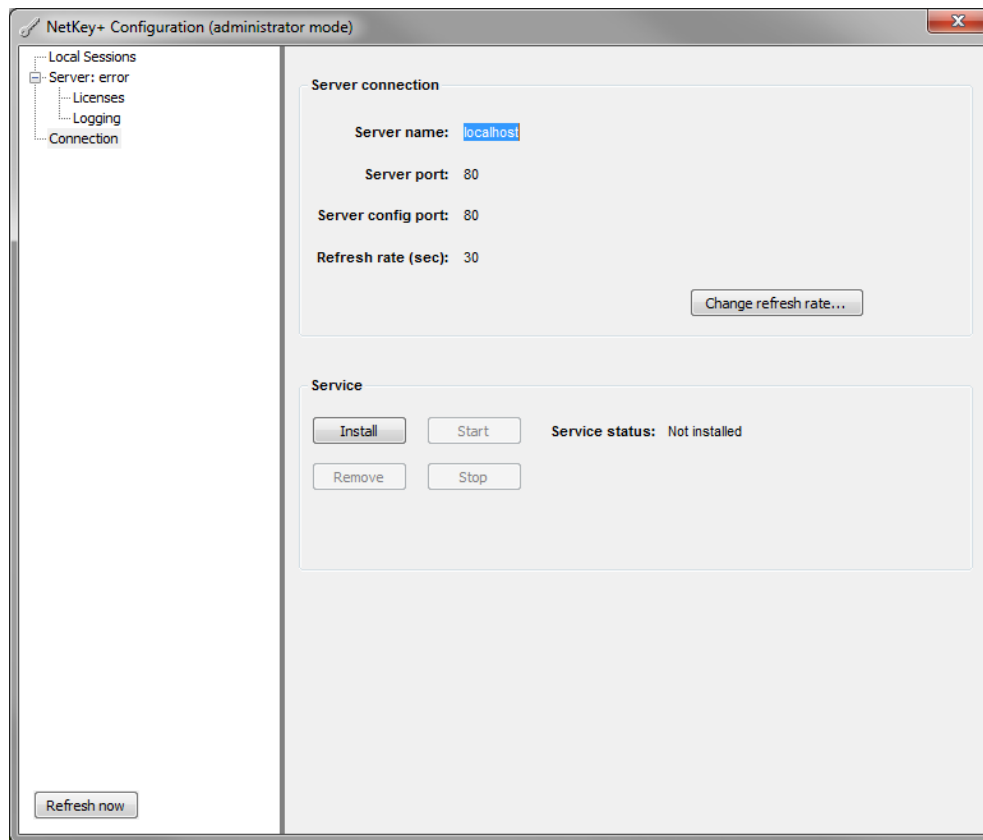 NetKey+ Configuration (administrator mode)
Local Sessions
Server: error
Licenses
Logging
Connection
Refresh now
Server connection
Server name: localhost
Server port: 80
Server config port: 80
Refresh rate (sec): 30
Change refresh rate...
Service
Install Start Service status: Not installed
Remove Stop